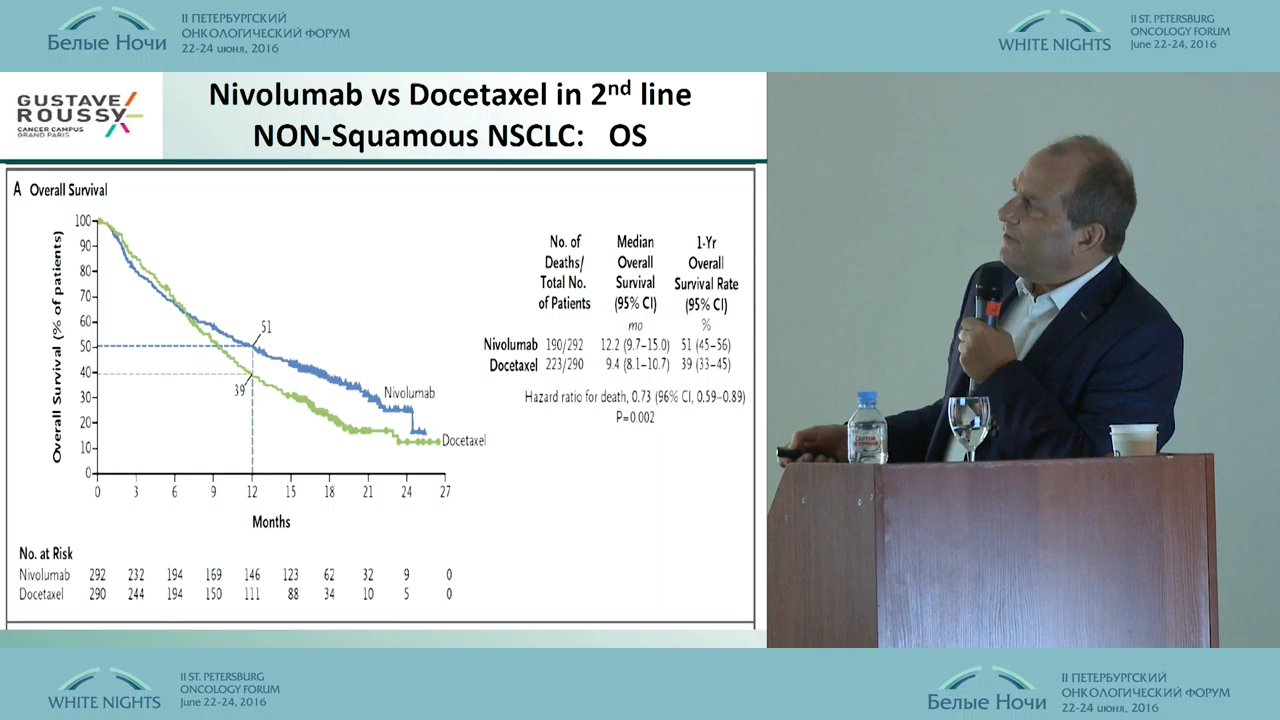 II ПЕТЕРБУРГСКИЙ
ОНКОЛОГИЧЕСКИЙ ФОРУМ
Белые Ночи
22-24 июня, 2016
II ST. PETERSBURG
ONCOLOGY FORUM
WHITE NIGHTS
June 22-24, 2016
GUSTAVE/
ROUSSY
CANCER CAMPUS
GRAND PARIS
Nivolumab vs Docetaxel in 2nd line
NON-Squamous NSCLC: OS
A Overall Survival
Overall Survival (% of patients)
100
90
80
70
60
50
40
30
20
10
0
51
39
Nivolumab
Docetaxel
0 3 6 9 12 15 18 21 24 27
Months
No. of Deaths/ Total No. of Patients
Median Overall Survival (95% CI)
1-Yr Overall Survival Rate (95% CI)
mo %
Nivolumab 190/292 12.2 (9.7–15.0) 51 (45–56)
Docetaxel 223/290 9.4 (8.1–10.7) 39 (33–45)
Hazard ratio for death, 0.73 (96% CI, 0.59–0.89)
P=0.002
No. at Risk
Nivolumab 292 232 194 169 146 123 62 32 9 0
Docetaxel 290 244 194 150 111 88 34 10 5 0
WHITE NIGHTS
II ST. PETERSBURG
ONCOLOGY FORUM
June 22-24, 2016
Белые Ночи
II ПЕТЕРБУРГСКИЙ
ОНКОЛОГИЧЕСКИЙ ФОРУМ
22-24 июня, 2016